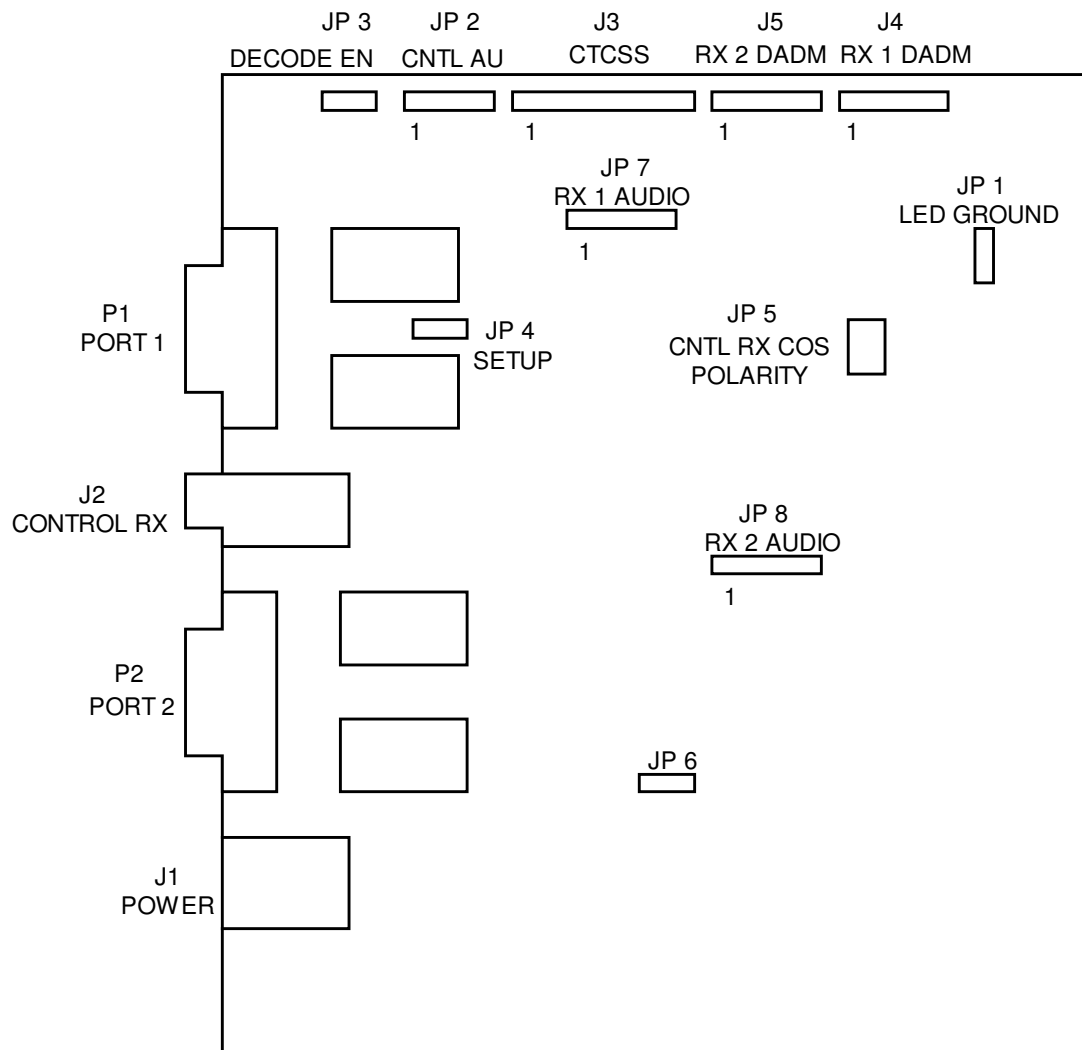 JP 3
JP 2
J3
J5
J4
DECODE EN
CNTL AU
CTCSS
RX 2 DADM
RX 1 DADM
1
1
1
1
JP 7
RX 1 AUDIO
1
JP 1
LED GROUND
P1
PORT 1
JP 4
SETUP
JP 5
CNTL RX COS
POLARITY
J2
CONTROL RX
JP 8
RX 2 AUDIO
1
P2
PORT 2
JP 6
J1
POWER